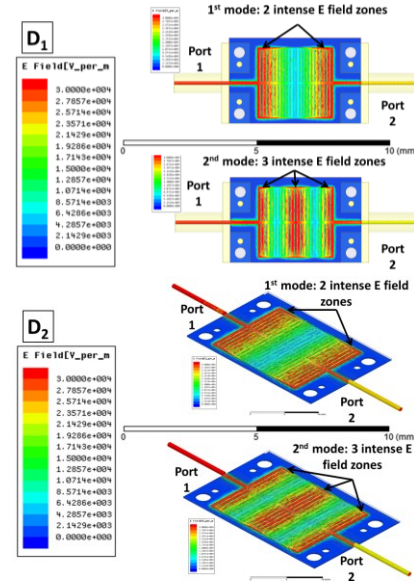 D1
E Field[V_per_m
3.0000e+004
2.7857e+004
2.5714e+004
2.3571e+004
2.1429e+004
1.9286e+004
1.7143e+004
1.5000e+004
1.2857e+004
1.0714e+004
8.5714e+003
6.4286e+003
4.2857e+003
2.1429e+003
0.0000e+000
1st mode: 2 intense E field zones
Port
1
Port
2
0 5 10 (mm)
2nd mode: 3 intense E field zones
Port
1
Port
2
D2
E Field[V_per_m
3.0000e+004
2.7857e+004
2.5714e+004
2.3571e+004
2.1429e+004
1.9286e+004
1.7143e+004
1.5000e+004
1.2857e+004
1.0714e+004
8.5714e+003
6.4286e+003
4.2857e+003
2.1429e+003
0.0000e+000
1st mode: 2 intense E field
zones
Port
1
Port
2
0 5 10 (mm
2nd mode: 3 intense
E field zones
Port
1
Port
2